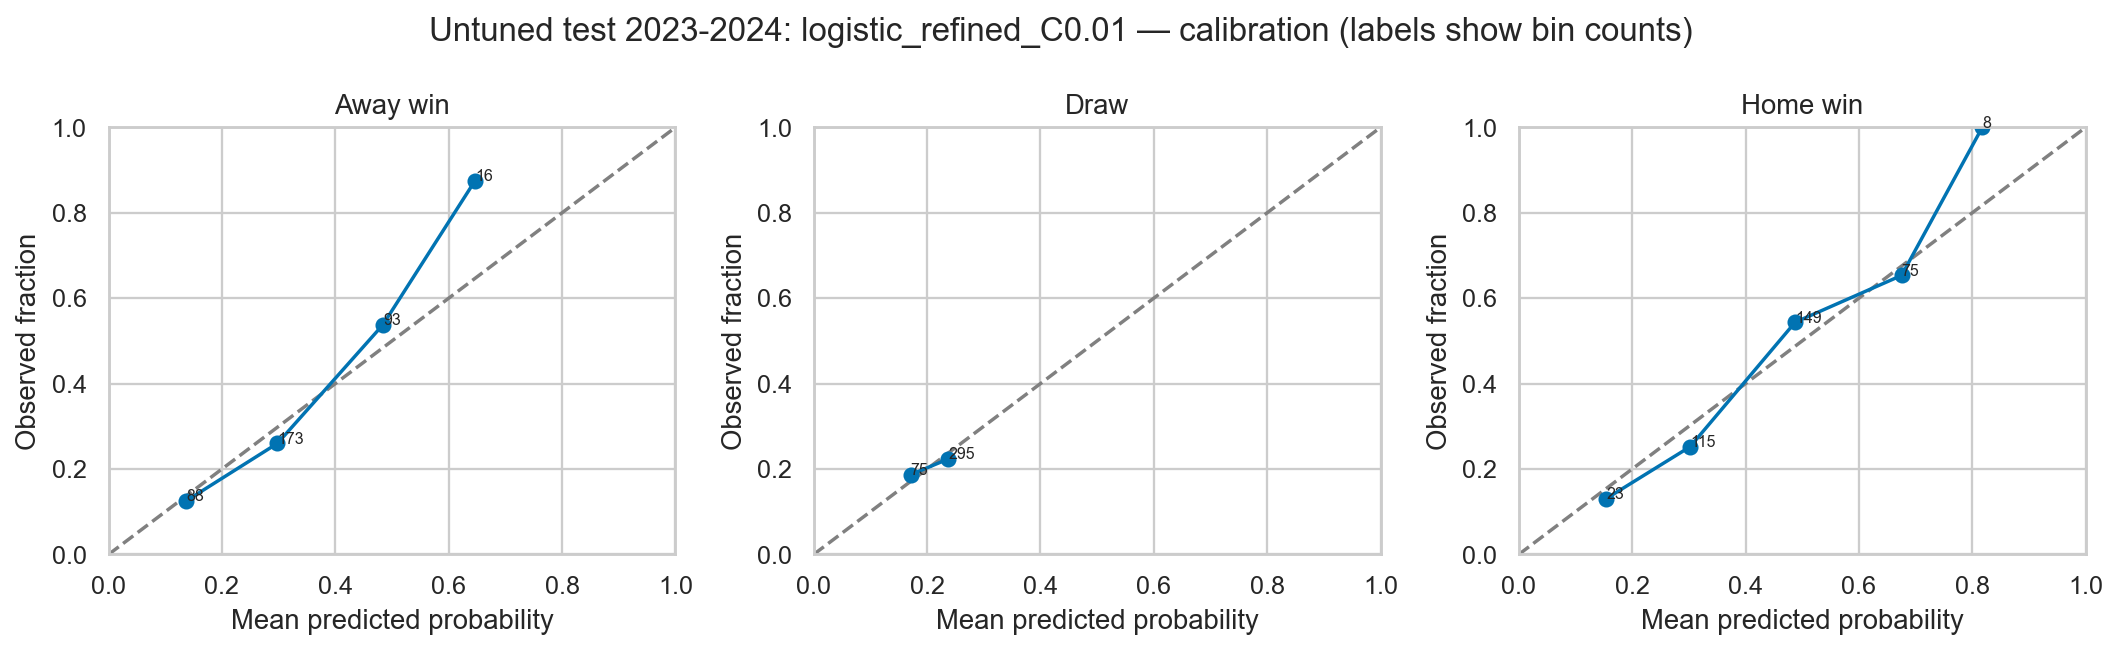 Untuned test 2023-2024: logistic_refined_C0.01 — calibration (labels show bin counts)
Away win
Observed fraction
1.0
0.8
0.6
0.4
0.2
0.0
16
93
173
88
0.0 0.2 0.4 0.6 0.8 1.0
Mean predicted probability
Draw
Observed fraction
1.0
0.8
0.6
0.4
0.2
0.0
75
295
0.0 0.2 0.4 0.6 0.8 1.0
Mean predicted probability
Home win
Observed fraction
1.0
0.8
0.6
0.4
0.2
0.0
8
75
149
115
23
0.0 0.2 0.4 0.6 0.8 1.0
Mean predicted probability